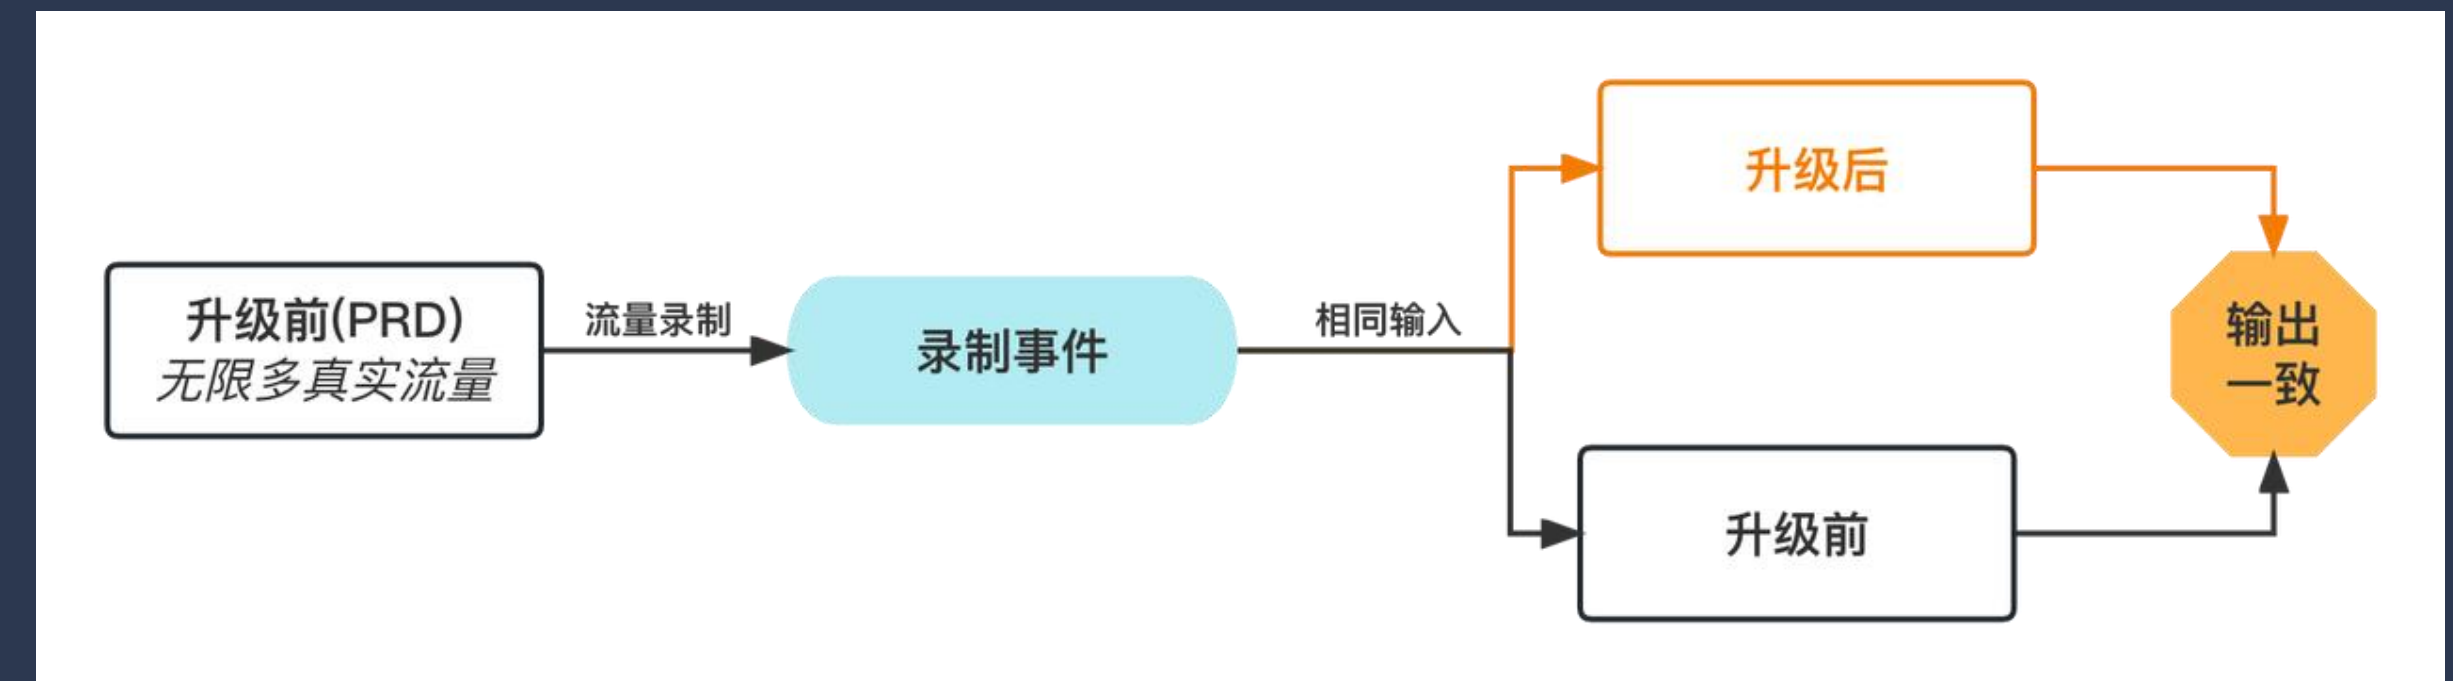 升级前(PRD)
无限多真实流量
流量录制
录制事件
相同输入
升级后
升级前
输出
一致